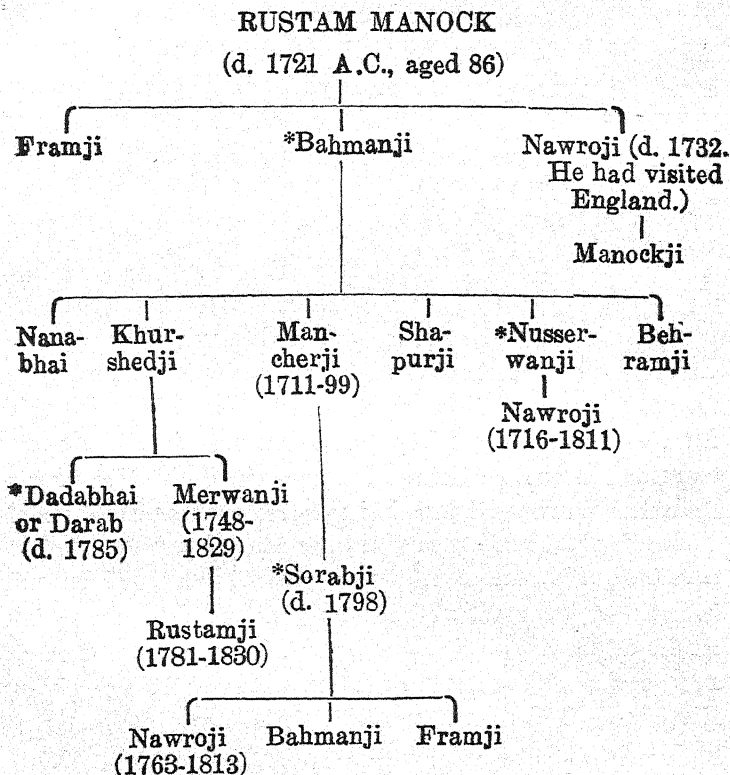 RUSTAM MANOCK
(d. 1721 A.C., aged 86)
Framji
*Bahmanji
Nawroji (d. 1732.
He had visited
England.)
Manockji
Nana-
bhai
Khur-
shedji
Man-
cherji
(1711-99)
Sha-
purji
*Nusser-
wanji
Beh-
ramji
Nawroji
(1716-1811)
*Dadabhai
or Darab
(d. 1785)
Merwanji
(1748-
1829)
*Sorabji
(d. 1798)
Rustamji
(1781-1830)
Nawroji
(1763-1813)
Bahmanji
Framji